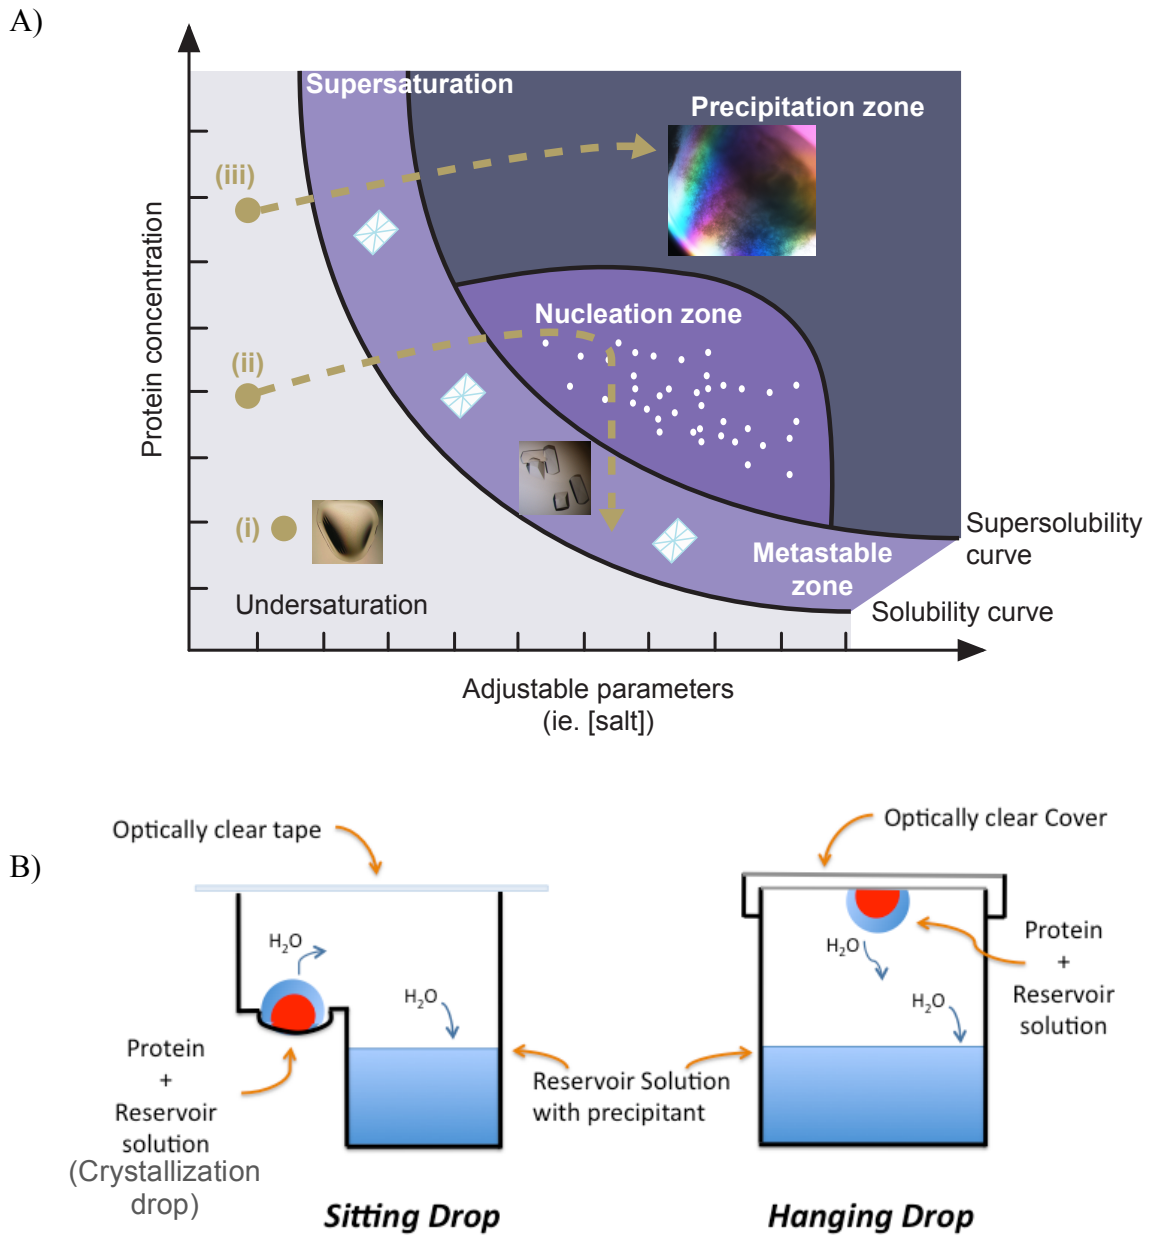 A)
Supersaturation
Precipitation zone
(iii)
Protein concentration
Nucleation zone
(ii)
(i)
Metastable
zone
Supersolubility
curve
Undersaturation
Solubility curve
Adjustable parameters
(ie. [salt])
B)
Optically clear tape
Optically clear Cover
H2O
H2O
H2O
H2O
Protein
+
Reservoir
solution
(Crystallization
drop)
Reservoir Solution
with precipitant
Protein
+
Reservoir
solution
Sitting Drop
Hanging Drop